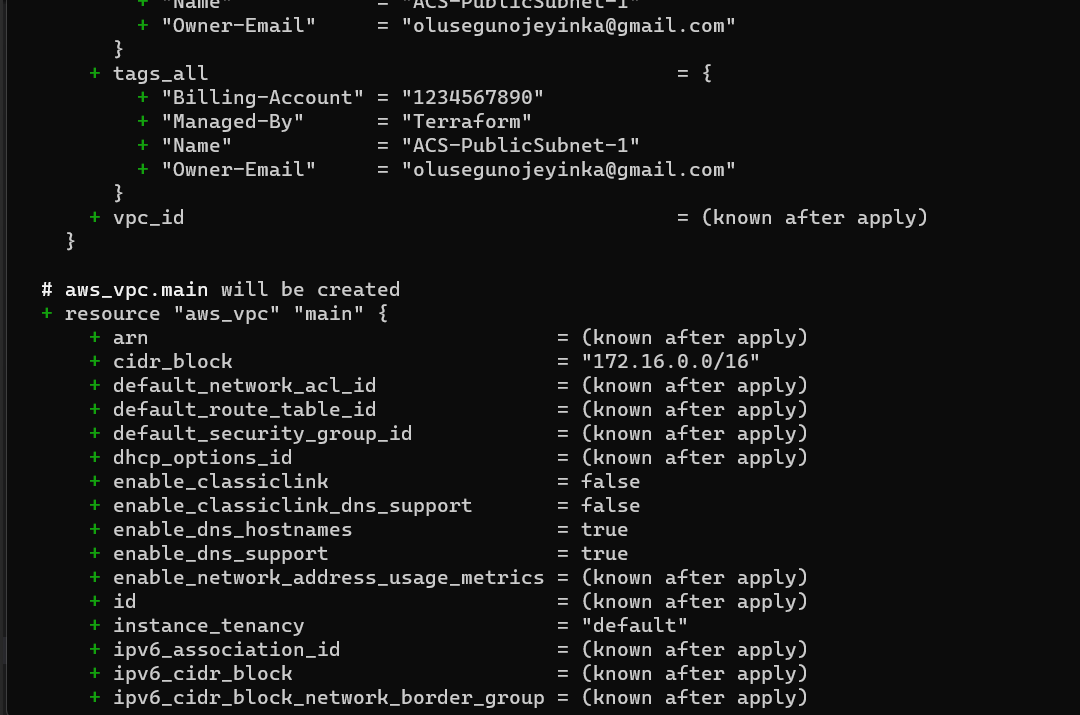 + "Name" = "ACS-PublicSubnet-1"
+ "Owner-Email" = "olusegunojeyinka@gmail.com"
}
+ tags_all = {
+ "Billing-Account" = "1234567890"
+ "Managed-By" = "Terraform"
+ "Name" = "ACS-PublicSubnet-1"
+ "Owner-Email" = "olusegunojeyinka@gmail.com"
}
+ vpc_id = (known after apply)
}
# aws_vpc.main will be created
+ resource "aws_vpc" "main" {
+ arn = (known after apply)
+ cidr_block = "172.16.0.0/16"
+ default_network_acl_id = (known after apply)
+ default_route_table_id = (known after apply)
+ default_security_group_id = (known after apply)
+ dhcp_options_id = (known after apply)
+ enable_classiclink = false
+ enable_classiclink_dns_support = false
+ enable_dns_hostnames = true
+ enable_dns_support = true
+ enable_network_address_usage_metrics = (known after apply)
+ id = (known after apply)
+ instance_tenancy = "default"
+ ipv6_association_id = (known after apply)
+ ipv6_cidr_block = (known after apply)
+ ipv6_cidr_block_network_border_group = (known after apply)